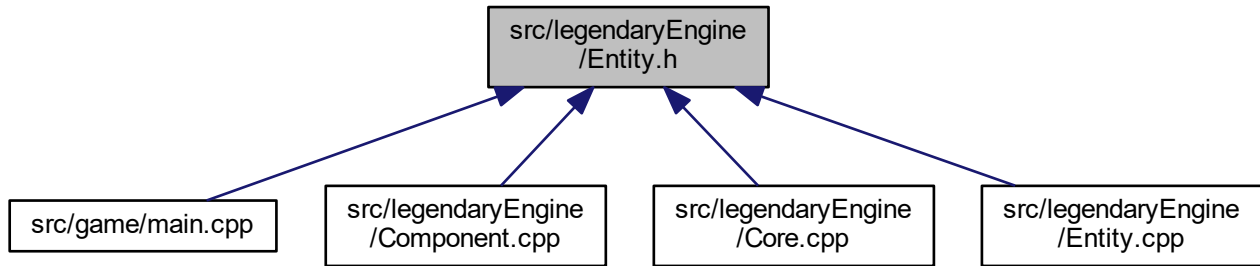 src/legendaryEngine
/Entity.h
src/game/main.cpp
src/legendaryEngine
/Component.cpp
src/legendaryEngine
/Core.cpp
src/legendaryEngine
/Entity.cpp